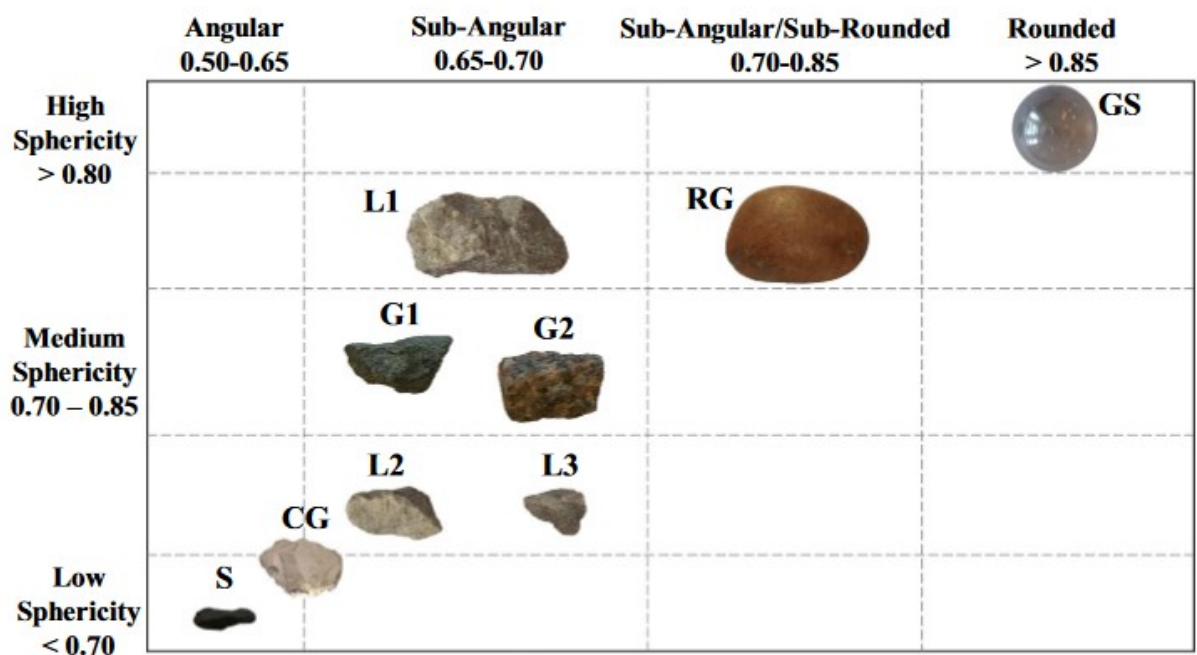 Angular
0.50-0.65
Sub-Angular
0.65-0.70
Sub-Angular/Sub-Rounded
0.70-0.85
Rounded
> 0.85
High
Sphericity
> 0.80
GS
L1
RG
G1
G2
Medium
Sphericity
0.70 – 0.85
L2
L3
CG
S
Low
Sphericity
< 0.70